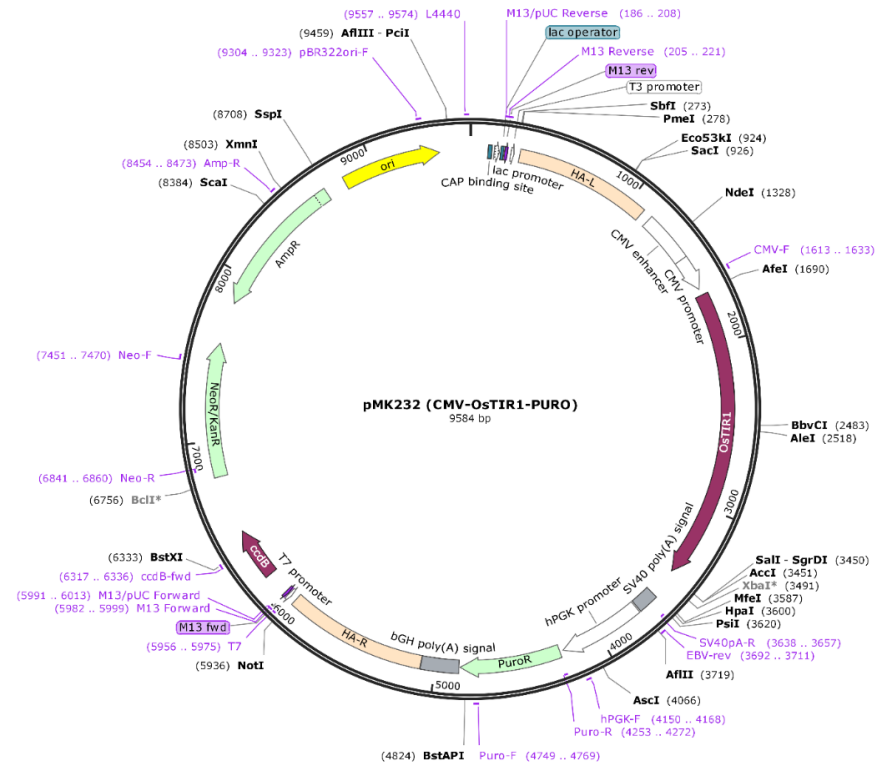 (9557 .. 9574) L4440
M13/pUC Reverse (186 .. 208)
(9459) AflIII - PciI
lac operator
(9304 .. 9323) pBR322ori-F
M13 Reverse (205 .. 221)
M13 rev
T3 promoter
SbfI (273)
PmeI (278)
(8708) SspI
Eco53kI (924)
(8503) XmnI
SacI (926)
(8454 .. 8473) Amp-R
(8384) ScaI
NdeI (1328)
9000
ori
lac promoter
CAP binding site
HA-L
1000
CMV-F (1613 .. 1633)
AfeI (1690)
CMV enhancer
CMV promoter
AmpR
8000
2000
(7451 .. 7470) Neo-F
NeoR/KanR
pMK232 (CMV-OsTIR1-PURO)
9584 bp
OsTIR1
BbvCI (2483)
AleI (2518)
7000
(6841 .. 6860) Neo-R
(6756) BclI*
3000
(6333) BstXI
ccdB
(6317 .. 6336) ccdB-fwd
(5991 .. 6013) M13/pUC Forward
(5982 .. 5999) M13 Forward
M13 fwd
(5956 .. 5975) T7
(5936) NotI
T7 promoter
6000
HA-R
bGH poly(A) signal
5000
PuroR
hPGK promoter
SV40 poly(A) signal
4000
SalI - SgrDI (3450)
AccI (3451)
XbaI* (3491)
MfeI (3587)
HpaI (3600)
PsiI (3620)
SV40pA-R (3638 .. 3657)
EBV-rev (3692 .. 3711)
AflII (3719)
AscI (4066)
hPGK-F (4150 .. 4168)
Puro-R (4253 .. 4272)
(4824) BstAPI
Puro-F (4749 .. 4769)